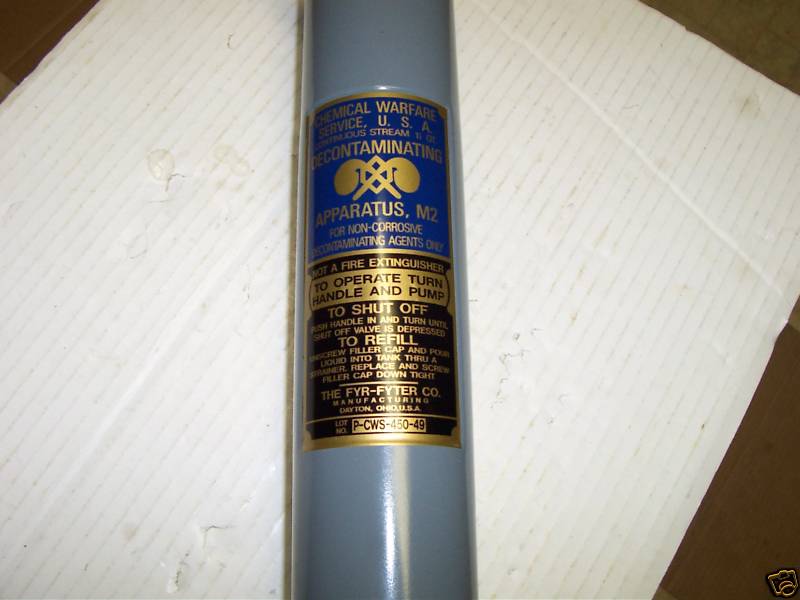 CHEMICAL WARFARE
SERVICE, U. S. A.
CONTINUOUS STREAM 1½ QT.
DECONTAMINATING
APPARATUS, M2
FOR NON-CORROSIVE
DECONTAMINATING AGENTS ONLY
NOT A FIRE EXTINGUISHER
TO OPERATE TURN
HANDLE AND PUMP
TO SHUT OFF
PUSH HANDLE IN AND TURN UNTIL
SHUT OFF VALVE IS DEPRESSED
TO REFILL
UNSCREW FILLER CAP AND POUR
LIQUID INTO TANK THRU A
STRAINER. REPLACE AND SCREW
FILLER CAP DOWN TIGHT
THE FYR-FYTER CO.
MANUFACTURING
DAYTON, OHIO, U.S.A.
LOT NO. P-CWS-450-49